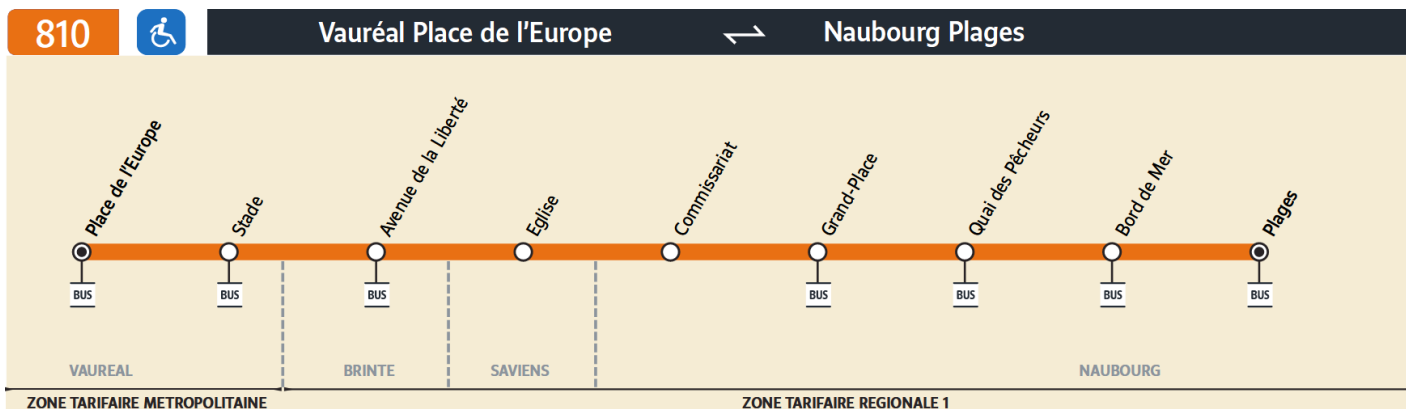 810 Vauréal Place de l'Europe ⇌ Naubourg Plages
Place de l'Europe
Stade
Avenue de la Liberté
Eglise
Commissariat
Grand-Place
Quai des Pêcheurs
Bord de Mer
Plages
BUS BUS BUS BUS BUS BUS BUS
VAUREAL BRINTE SAVIENS NAUBOURG
ZONE TARIFAIRE METROPOLITAINE ZONE TARIFAIRE REGIONALE 1